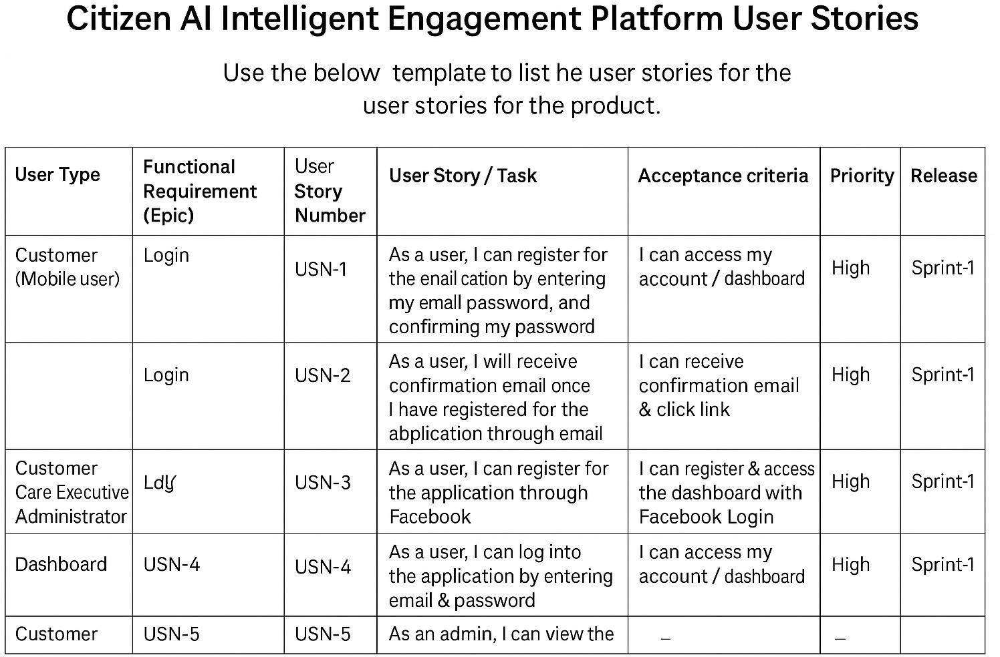 Citizen AI Intelligent Engagement Platform User Stories
Use the below template to list he user stories for the
user stories for the product.
User Type
Functional
Requirement
(Epic)
User
Story
Number
User Story / Task
Acceptance criteria
Priority
Release
Customer
(Mobile user)
Login
USN-1
As a user, I can register for
the enail cation by entering
my emall password, and
confirming my password
I can access my
account / dashboard
High
Sprint-1
Login
USN-2
As a user, I will receive
confirmation email once
I have registered for the
abplication through email
I can receive
confirmation email
& click link
High
Sprint-1
Customer
Care Executive
Administrator
USN-3
As a user, I can register for
the application through
Facebook
I can register & access
the dashboard with
Facebook Login
High
Sprint-1
Dashboard
USN-4
USN-4
As a user, I can log into
the application by entering
email & password
I can access my
account / dashboard
High
Sprint-1
Customer
USN-5
USN-5
As an admin, I can view the
–
–